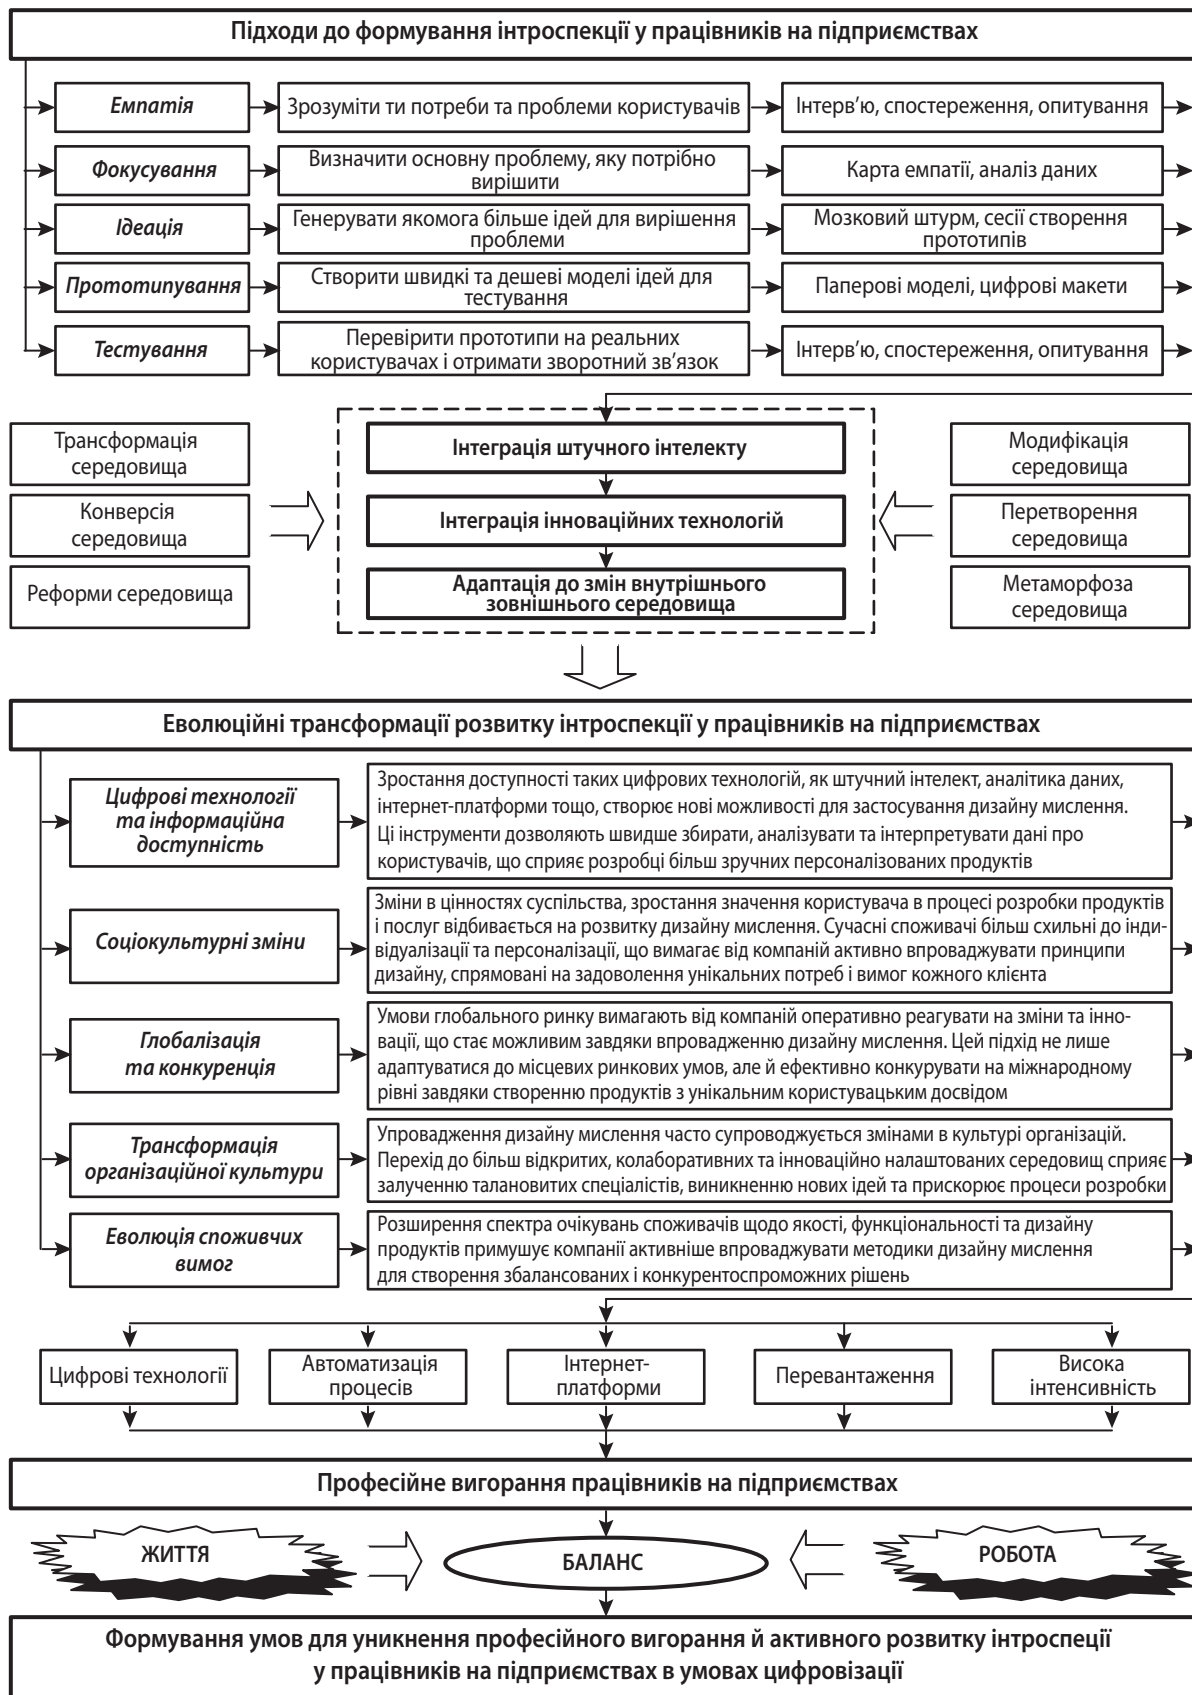 Підходи до формування інтроспекції у працівників на підприємствах
Емпатія
Зрозуміти ти потреби та проблеми користувачів
Інтерв’ю, спостереження, опитування
Фокусування
Визначити основну проблему, яку потрібно
вирішити
Карта емпатії, аналіз даних
Ідеація
Генерувати якомога більше ідей для вирішення
проблеми
Мозковий штурм, сесії створення
прототипів
Прототипування
Створити швидкі та дешеві моделі ідей для
тестування
Паперові моделі, цифрові макети
Тестування
Перевірити прототипи на реальних
користувачах і отримати зворотний зв’язок
Інтерв’ю, спостереження, опитування
Трансформація
середовища
Конверсія
середовища
Реформи середовища
Інтеграція штучного інтелекту
Інтеграція інноваційних технологій
Адаптація до змін внутрішнього
зовнішнього середовища
Модифікація
середовища
Перетворення
середовища
Метаморфоза
середовища
Еволюційні трансформації розвитку інтроспекції у працівників на підприємствах
Цифрові технології
та інформаційна
доступність
Зростання доступності таких цифрових технологій, як штучний інтелект, аналітика даних,
інтернет-платформи тощо, створює нові можливості для застосування дизайну мислення.
Ці інструменти дозволяють швидше збирати, аналізувати та інтерпретувати дані про
користувачів, що сприяє розробці більш зручних персоналізованих продуктів
Соціокультурні зміни
Зміни в цінностях суспільства, зростання значення користувача в процесі розробки продуктів
і послуг відбивається на розвитку дизайну мислення. Сучасні споживачі більш схильні до інди-
відуалізації та персоналізації, що вимагає від компаній активно впроваджувати принципи
дизайну, спрямовані на задоволення унікальних потреб і вимог кожного клієнта
Глобалізація
та конкуренція
Умови глобального ринку вимагають від компаній оперативно реагувати на зміни та інно-
вації, що стає можливим завдяки впровадженню дизайну мислення. Цей підхід не лише
адаптуватися до місцевих ринкових умов, але й ефективно конкурувати на міжнародному
рівні завдяки створенню продуктів з унікальним користувацьким досвідом
Трансформація
організаційної культури
Упровадження дизайну мислення часто супроводжується змінами в культурі організацій.
Перехід до більш відкритих, колаборативних та інноваційно налаштованих середовищ сприяє
залученню талановитих спеціалістів, виникненню нових ідей та прискорює процеси розробки
Еволюція споживчих
вимог
Розширення спектра очікувань споживачів щодо якості, функціональності та дизайну
продуктів примушує компанії активніше впроваджувати методики дизайну мислення
для створення збалансованих і конкурентоспроможних рішень
Цифрові технології
Автоматизація
процесів
Інтернет-
платформи
Перевантаження
Висока
інтенсивність
Професійне вигорання працівників на підприємствах
ЖИТТЯ
БАЛАНС
РОБОТА
Формування умов для уникнення професійного вигорання й активного розвитку інтроспеції
у працівників на підприємствах в умовах цифровізації